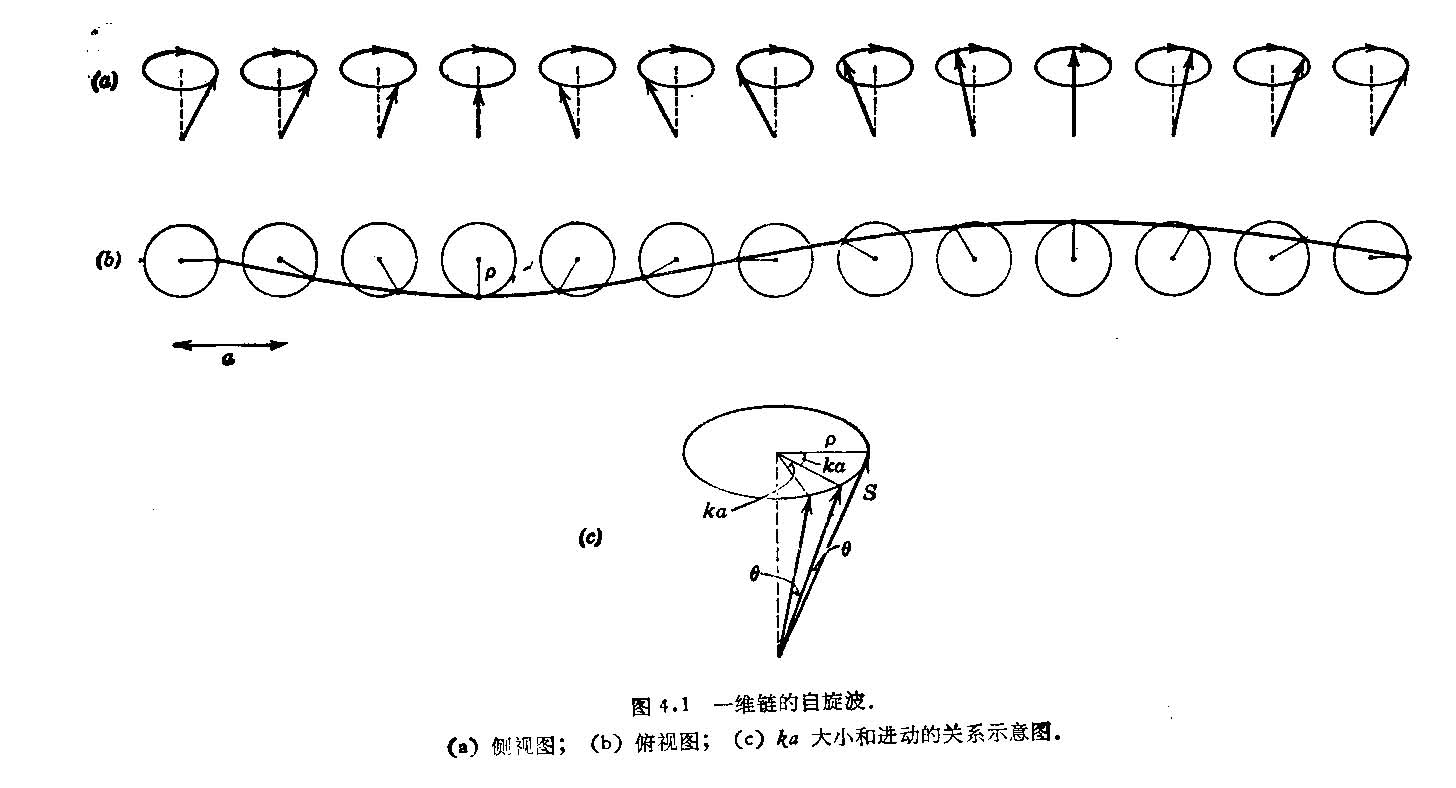 (a)
(b)
ρ
a
ρ
ka
ka
S
(c)
θ
θ
图 4.1 一维链的自旋波.
(a) 侧视图; (b) 俯视图; (c) ka 大小和进动的关系示意图.